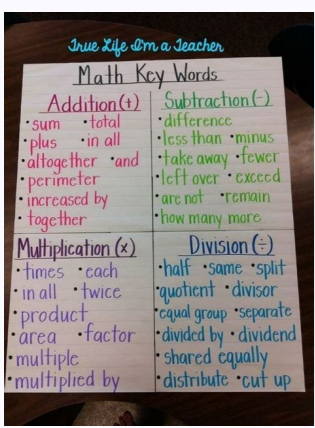 True Life I'm a Teacher
Math Key Words
Addition (+)
• sum • total
• plus • in all
• altogether • and
• perimeter
• increased by
• together
Subtraction (-)
• difference
• less than • minus
• take away • fewer
• left over • exceed
• are not • remain
• how many more
Multiplication (x)
• times • each
• in all • twice
• product
• area • factor
• multiple
• multiplied by
Division (÷)
• half • same • split
• quotient • divisor
• equal group • separate
• divided by • dividend
• shared equally
• distribute • cut up